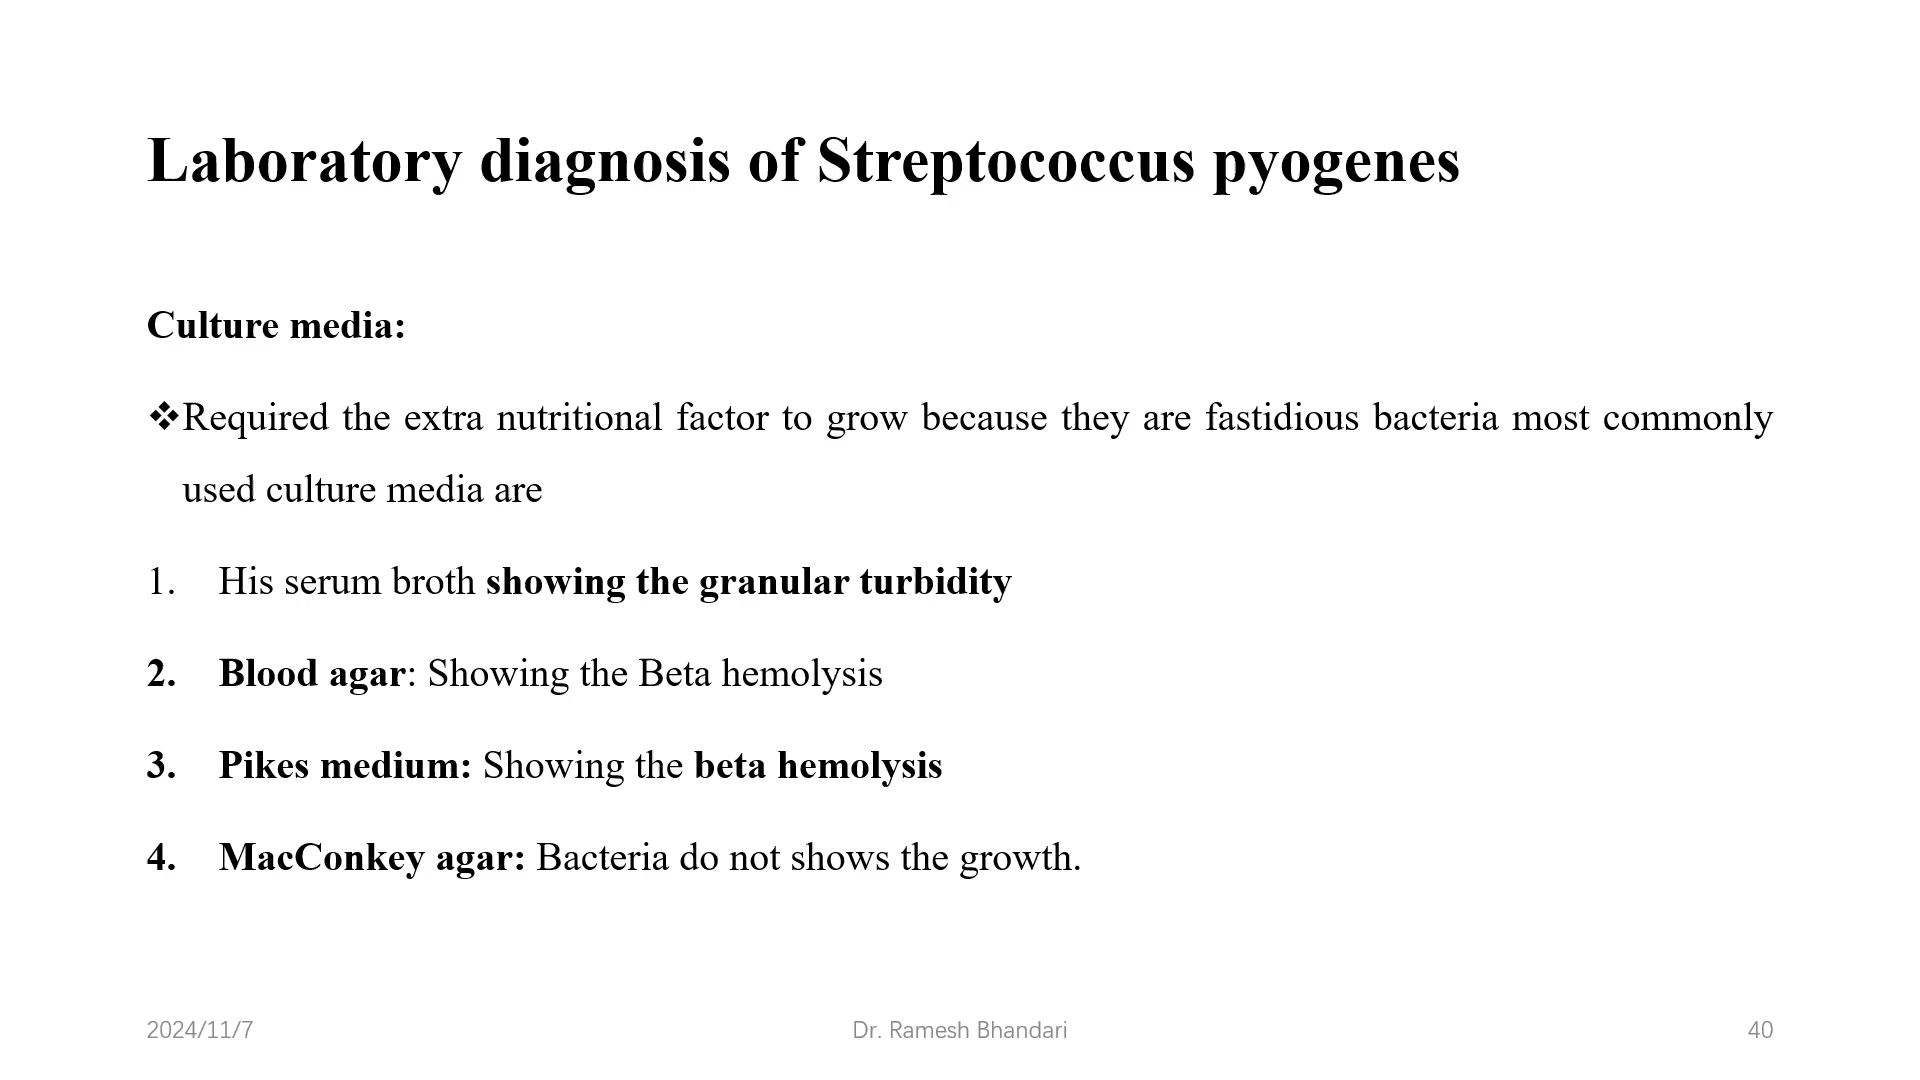 Laboratory diagnosis of Streptococcus pyogenes
Culture media:
❖Required the extra nutritional factor to grow because they are fastidious bacteria most commonly
used culture media are
1. His serum broth showing the granular turbidity
2. Blood agar: Showing the Beta hemolysis
3. Pikes medium: Showing the beta hemolysis
4. MacConkey agar: Bacteria do not shows the growth.
2024/11/7 Dr. Ramesh Bhandari 40